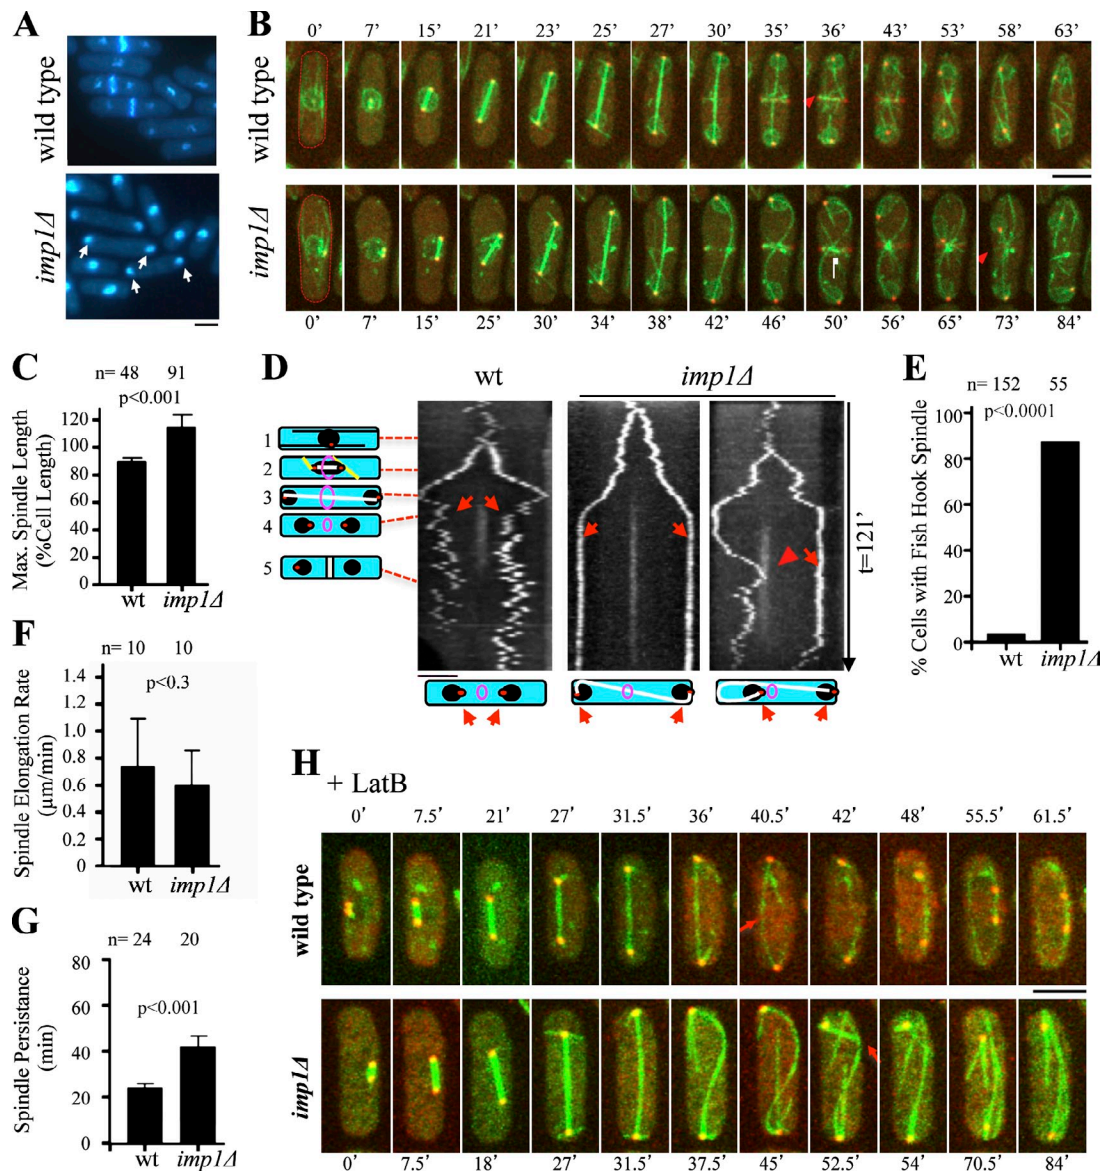 A
wild type
imp1Δ
B
0' 7' 15' 21' 23' 25' 27' 30' 35' 36' 43' 53' 58' 63'
wild type
imp1Δ
0' 7' 15' 25' 30' 34' 38' 42' 46' 50' 56' 65' 73' 84'
C
n= 48 91
p<0.001
Max. Spindle Length
(%Cell Length)
120
100
80
60
40
20
0
wt imp1Δ
D
wt imp1Δ
1
2
3
4
5
t=121'
E
n= 152 55
p<0.0001
% Cells with Fish Hook Spindle
100
80
60
40
20
0
wt imp1Δ
F
n= 10 10
p<0.3
Spindle Elongation Rate
(μm/min)
1.4
1.2
1.0
0.8
0.6
0.4
0.2
0
wt imp1Δ
G
n= 24 20
p<0.001
Spindle Persistance
(min)
60
40
20
0
wt imp1Δ
H + LatB
0' 7.5' 21' 27' 31.5' 36' 40.5' 42' 48' 55.5' 61.5'
wild type
imp1Δ
0' 7.5' 18' 27' 31.5' 37.5' 45' 52.5' 54' 70.5' 84'